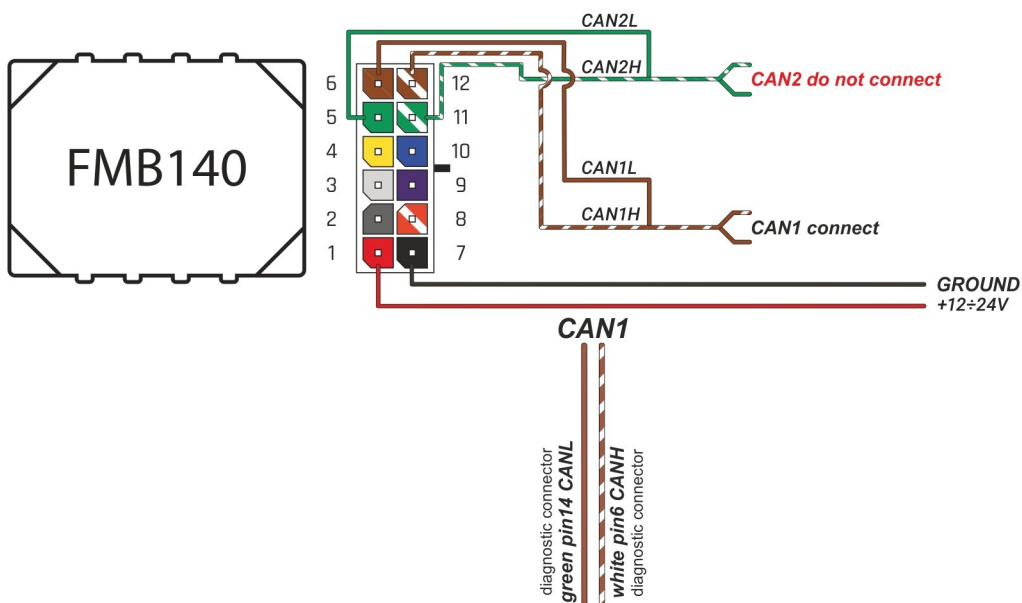 CAN2L
CAN2H
CAN2 do not connect
FMB140
6
12
5
11
4
10
3
9
2
8
1
7
CAN1L
CAN1H
CAN1 connect
GROUND
+12÷24V
CAN1
diagnostic connector
green pin14 CANL
white pin6 CANH
diagnostic connector